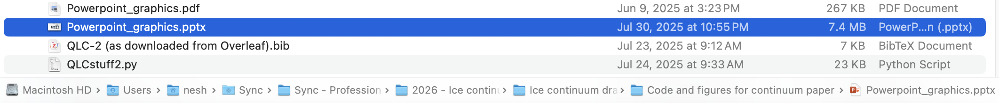 Powerpoint_graphics.pdf Jun 9, 2025 at 3:23 PM 267 KB PDF Document
Powerpoint_graphics.pptx Jul 30, 2025 at 10:55 PM 7.4 MB PowerP...n (.pptx)
QLC-2 (as downloaded from Overleaf).bib Jul 23, 2025 at 9:12 AM 7 KB BibTeX Document
QLCstuff2.py Jul 24, 2025 at 9:33 AM 23 KB Python Script
Macintosh HD › Users › nesh › Sync › Sync - Profession › 2026 - Ice continu › Ice continuum dra › Code and figures for continuum paper › Powerpoint_graphics.pptx